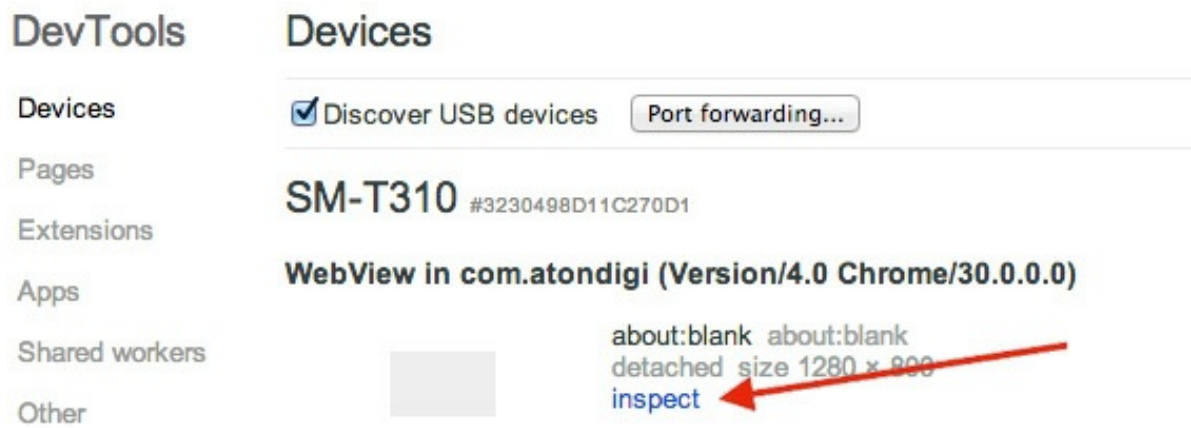 DevTools
Devices
Pages
Extensions
Apps
Shared workers
Other
Devices
Discover USB devices Port forwarding...
SM-T310 #3230498D11C270D1
WebView in com.atondigi (Version/4.0 Chrome/30.0.0.0)
about:blank about:blank
detached size 1280 × 800
inspect